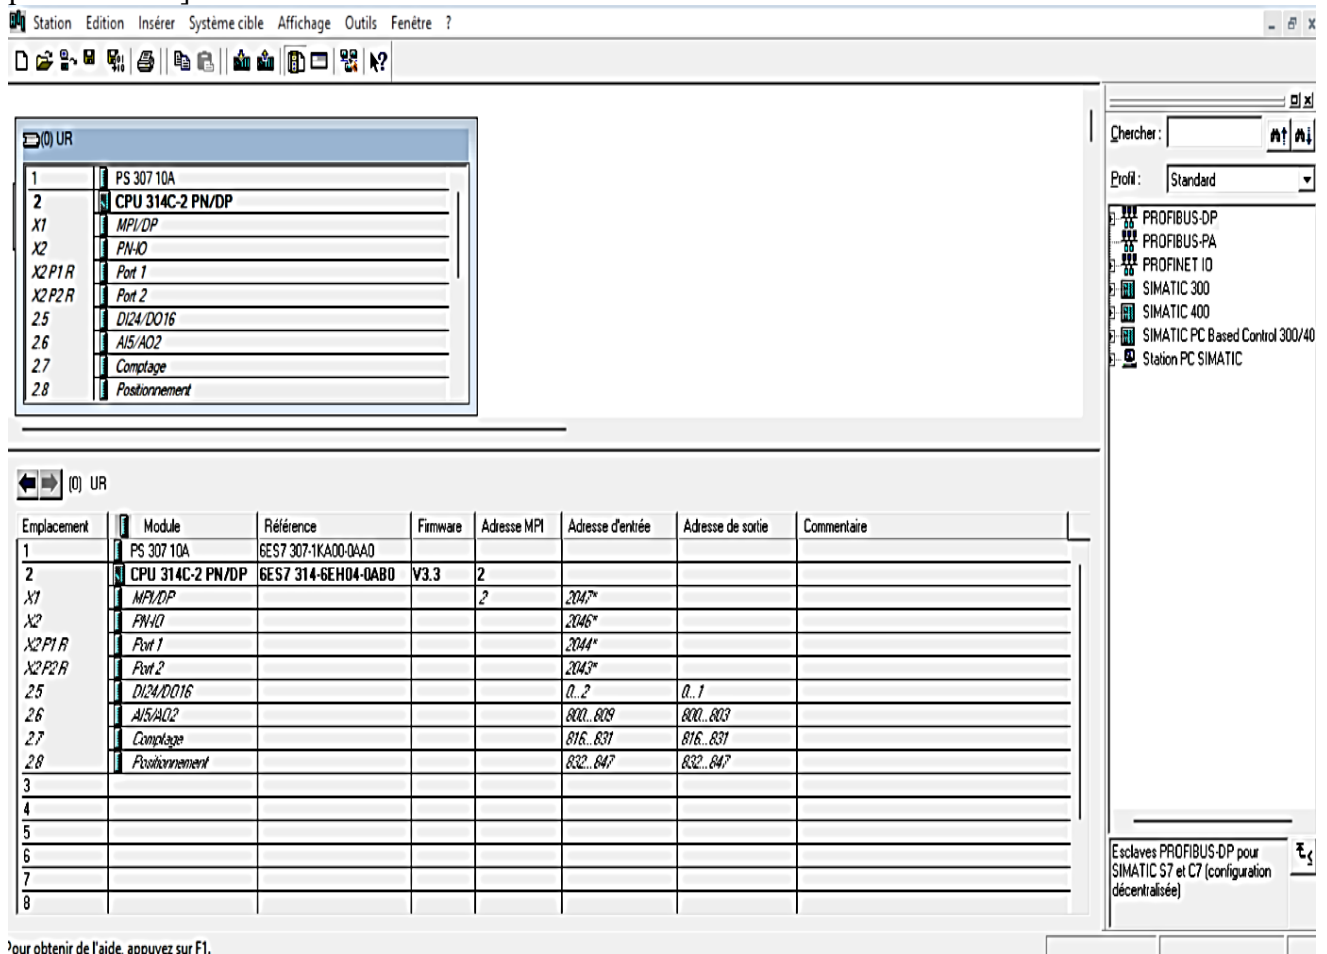 Station Edition Insérer Système cible Affichage Outils Fenêtre ?
(0) UR
1 PS 307 10A
2 CPU 314C-2 PN/DP
X1 MPI/DP
X2 PN-IO
X2 P1 R Port 1
X2 P2 R Port 2
2.5 DI24/DO16
2.6 AI5/AO2
2.7 Comptage
2.8 Positionnement
Chercher :
Profil : Standard
PROFIBUS-DP
PROFIBUS-PA
PROFINET IO
SIMATIC 300
SIMATIC 400
SIMATIC PC Based Control 300/40
Station PC SIMATIC
(0) UR
Emplacement Module Référence Firmware Adresse MPI Adresse d'entrée Adresse de sortie Commentaire
1 PS 307 10A 6ES7 307-1KA00-0AA0
2 CPU 314C-2 PN/DP 6ES7 314-6EH04-0AB0 V3.3 2
X1 MPI/DP 2 2047*
X2 PN-IO 2046*
X2 P1 R Port 1 2044*
X2 P2 R Port 2 2043*
2.5 DI24/DO16 0...2 0...1
2.6 AI5/AO2 800...809 800...803
2.7 Comptage 816...831 816...831
2.8 Positionnement 832...847 832...847
3
4
5
6
7
8
Esclaves PROFIBUS-DP pour
SIMATIC S7 et C7 (configuration
décentralisée)
Pour obtenir de l'aide, appuyez sur F1.